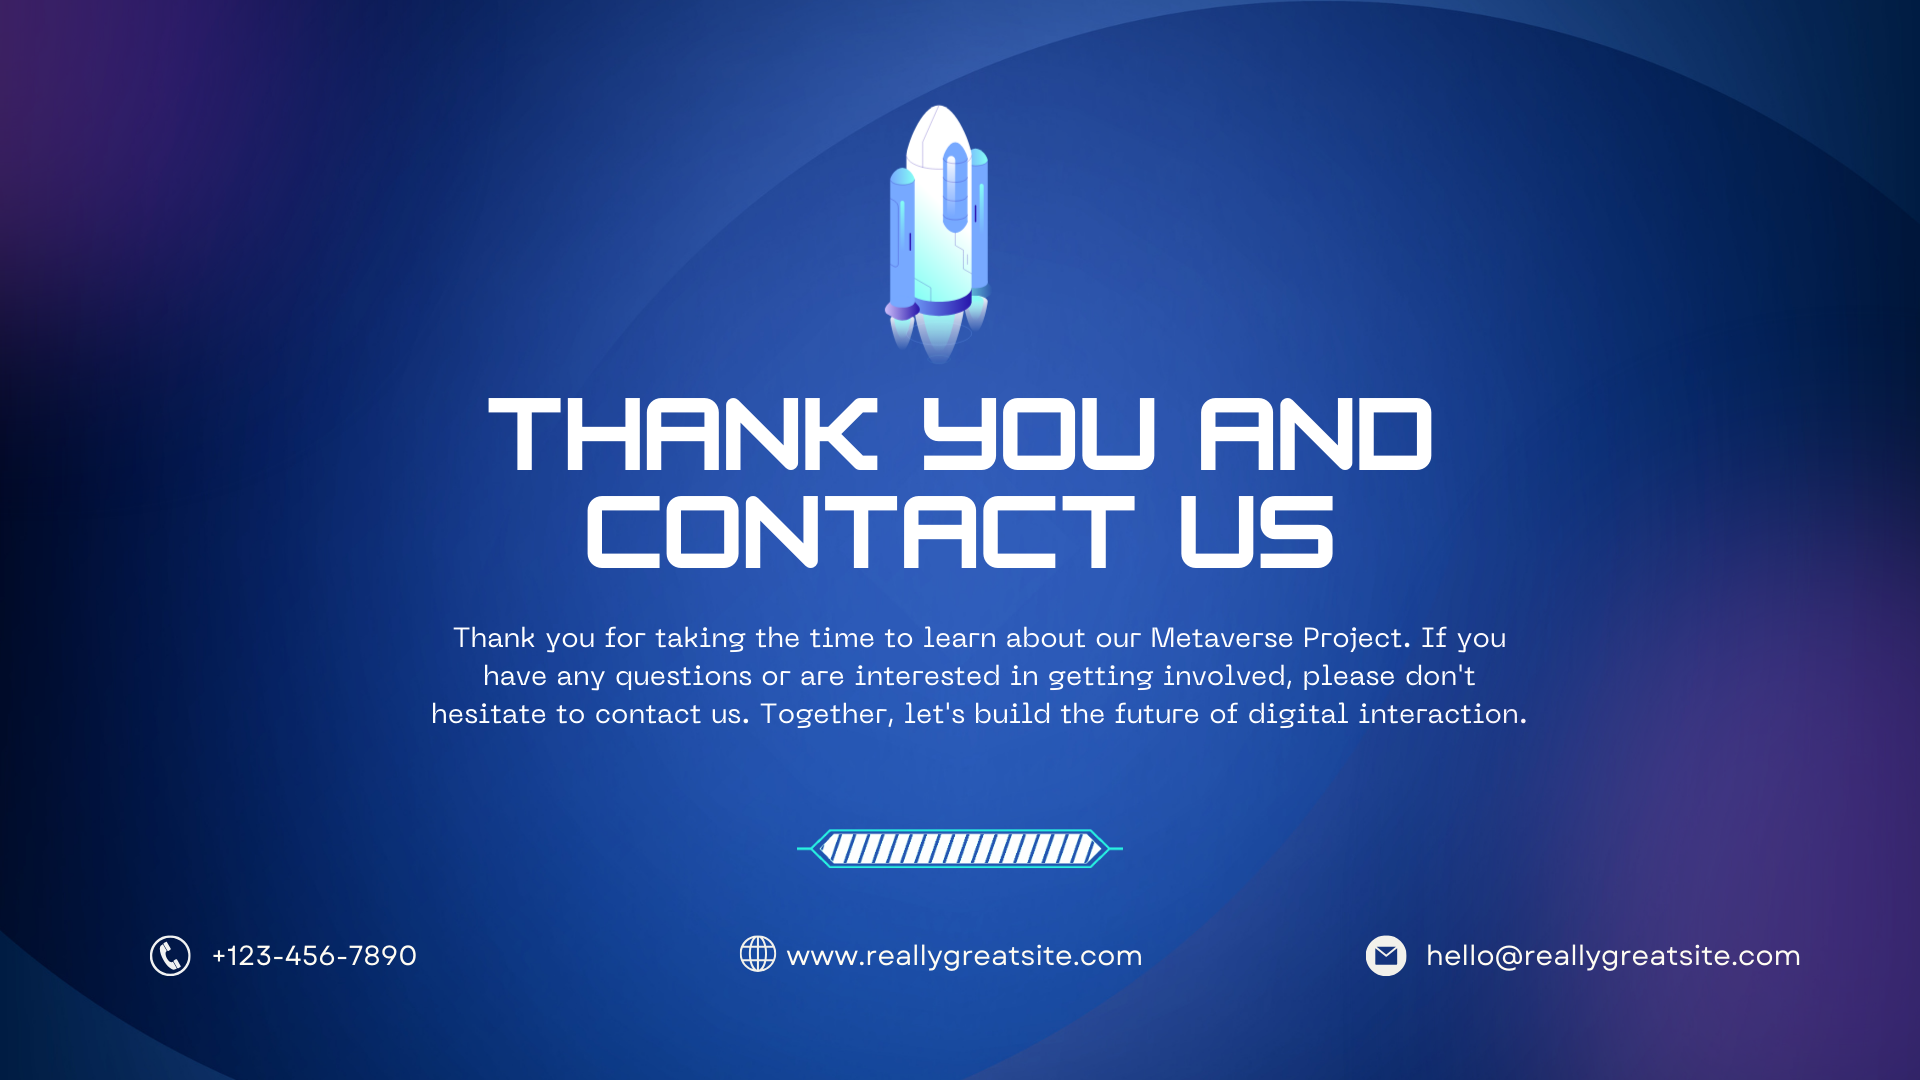 THANK YOU AND
CONTACT US
Thank you for taking the time to learn about our Metaverse Project. If you
have any questions or are interested in getting involved, please don't
hesitate to contact us. Together, let's build the future of digital interaction.
+123-456-7890
www.reallygreatsite.com
hello@reallygreatsite.com